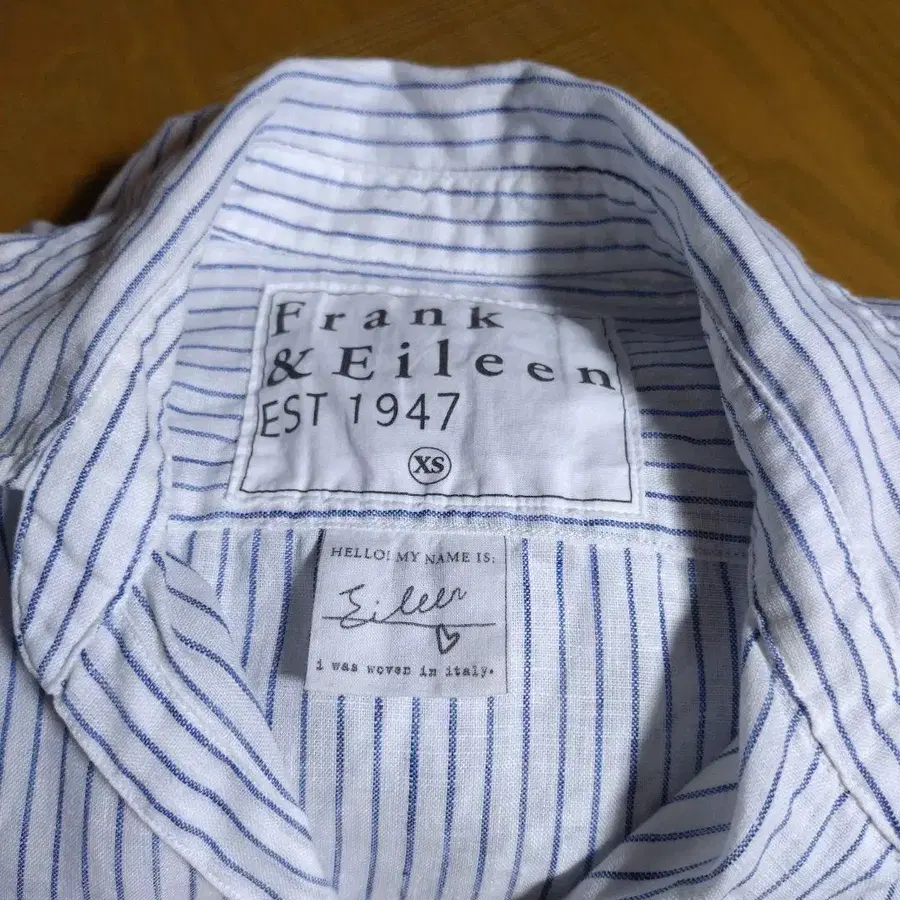 Frank
& Eileen
EST 1947
XS
HELLO! MY NAME IS:
Eileen
i was woven in italy.